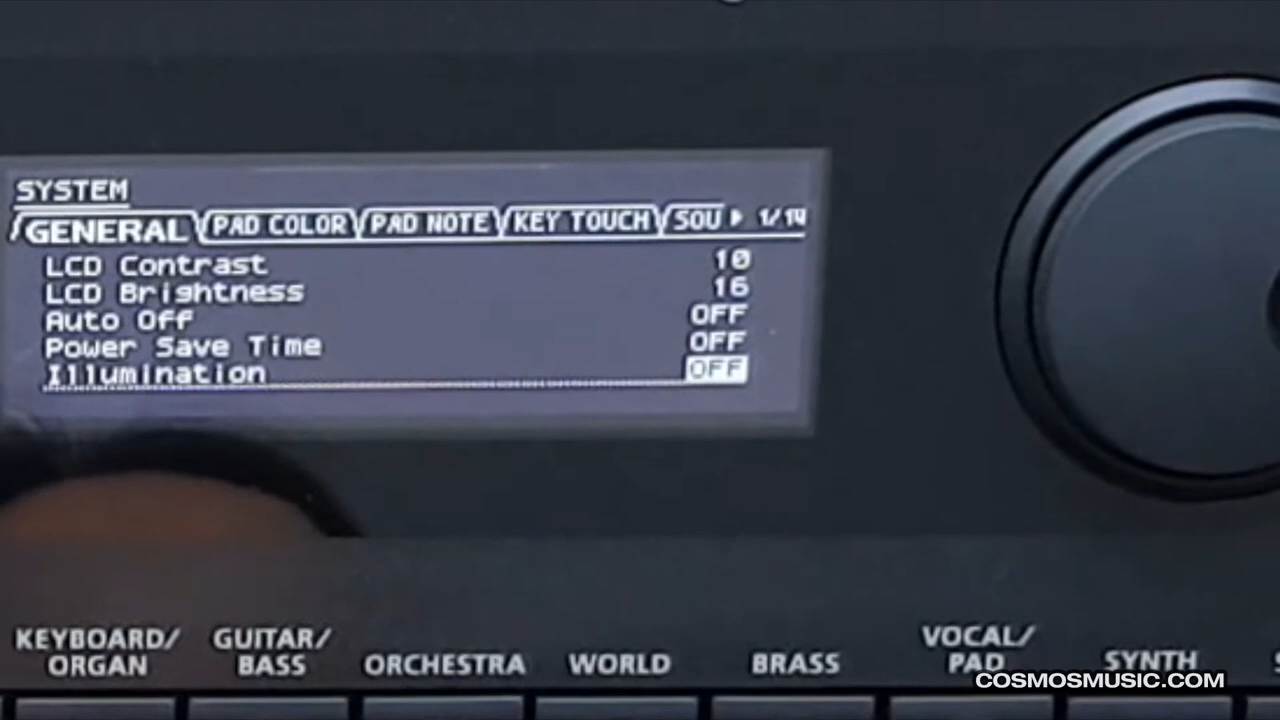 SYSTEM
GENERAL PAD COLOR PAD NOTE KEY TOUCH SOU 1/14
LCD Contrast 10
LCD Brightness 16
Auto Off OFF
Power Save Time OFF
Illumination OFF
KEYBOARD/ GUITAR/ VOCAL/
ORGAN BASS ORCHESTRA WORLD BRASS PAD SYNTH
COSMOSMUSIC.COM